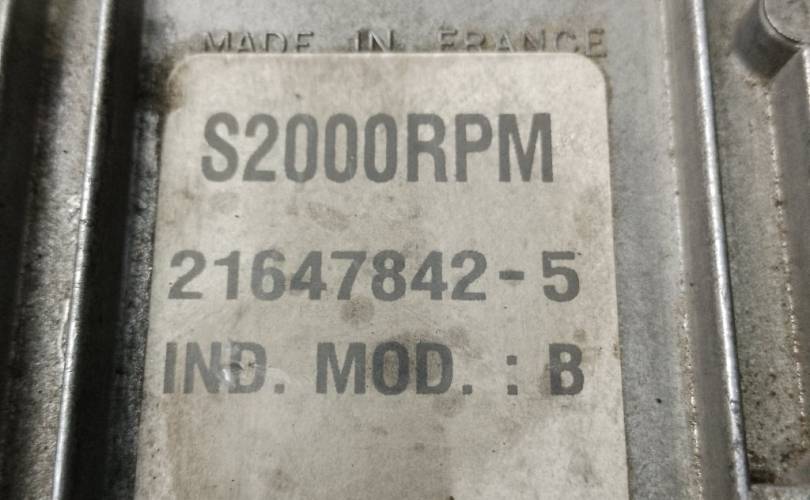 MADE IN FRANCE
S2000RPM
21647842-5
IND. MOD. : B